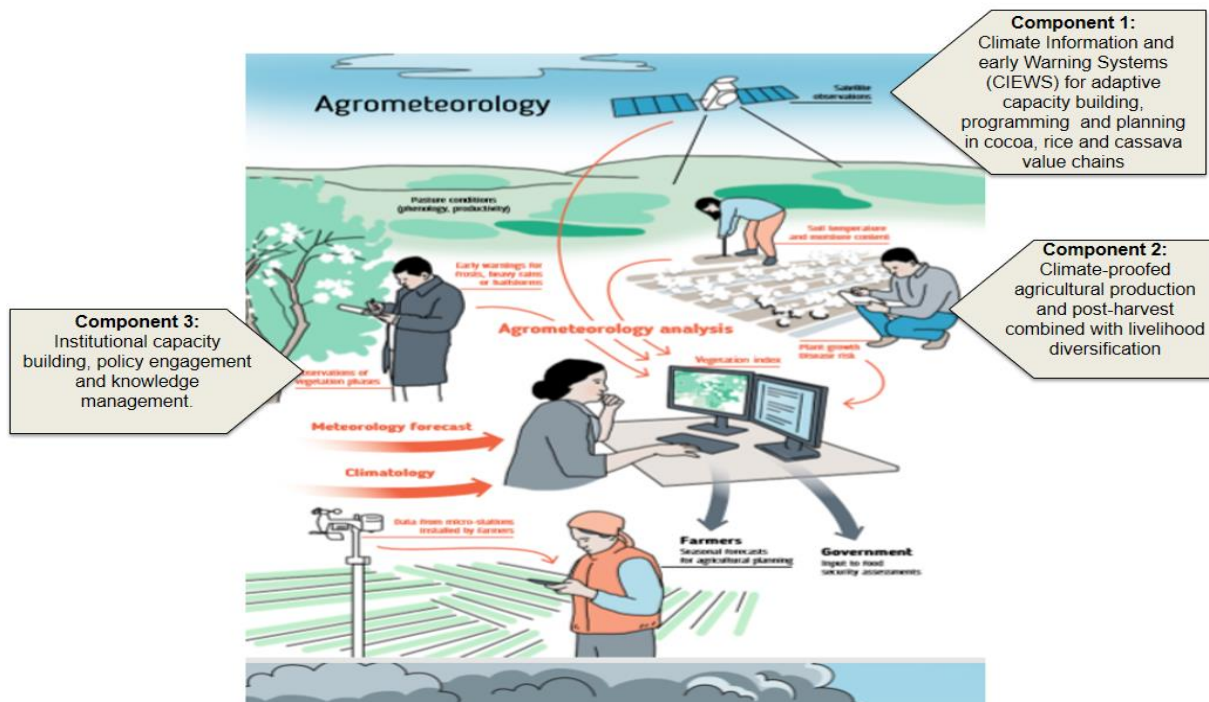 Component 1:
Climate Information and
early Warning Systems
(CIEWS) for adaptive
capacity building,
programming and planning
in cocoa, rice and cassava
value chains
Agrometeorology
Satellite
observations
Pasture conditions
(phenology, productivity)
Soil temperature
and moisture content
Early warnings for
frosts, heavy rains
or hailstorms
Component 2:
Climate-proofed
agricultural production
and post-harvest
combined with livelihood
diversification
Component 3:
Institutional capacity
building, policy engagement
and knowledge
management.
Agrometeorology analysis
Plant growth
Disease risk
Vegetation index
bservations of
vegetation phases
Meteorology forecast
Climatology
Data from micro-stations
installed by Farmers
Farmers
Seasonal forecasts
for agricultural planning
Government
Input to food
security assessments